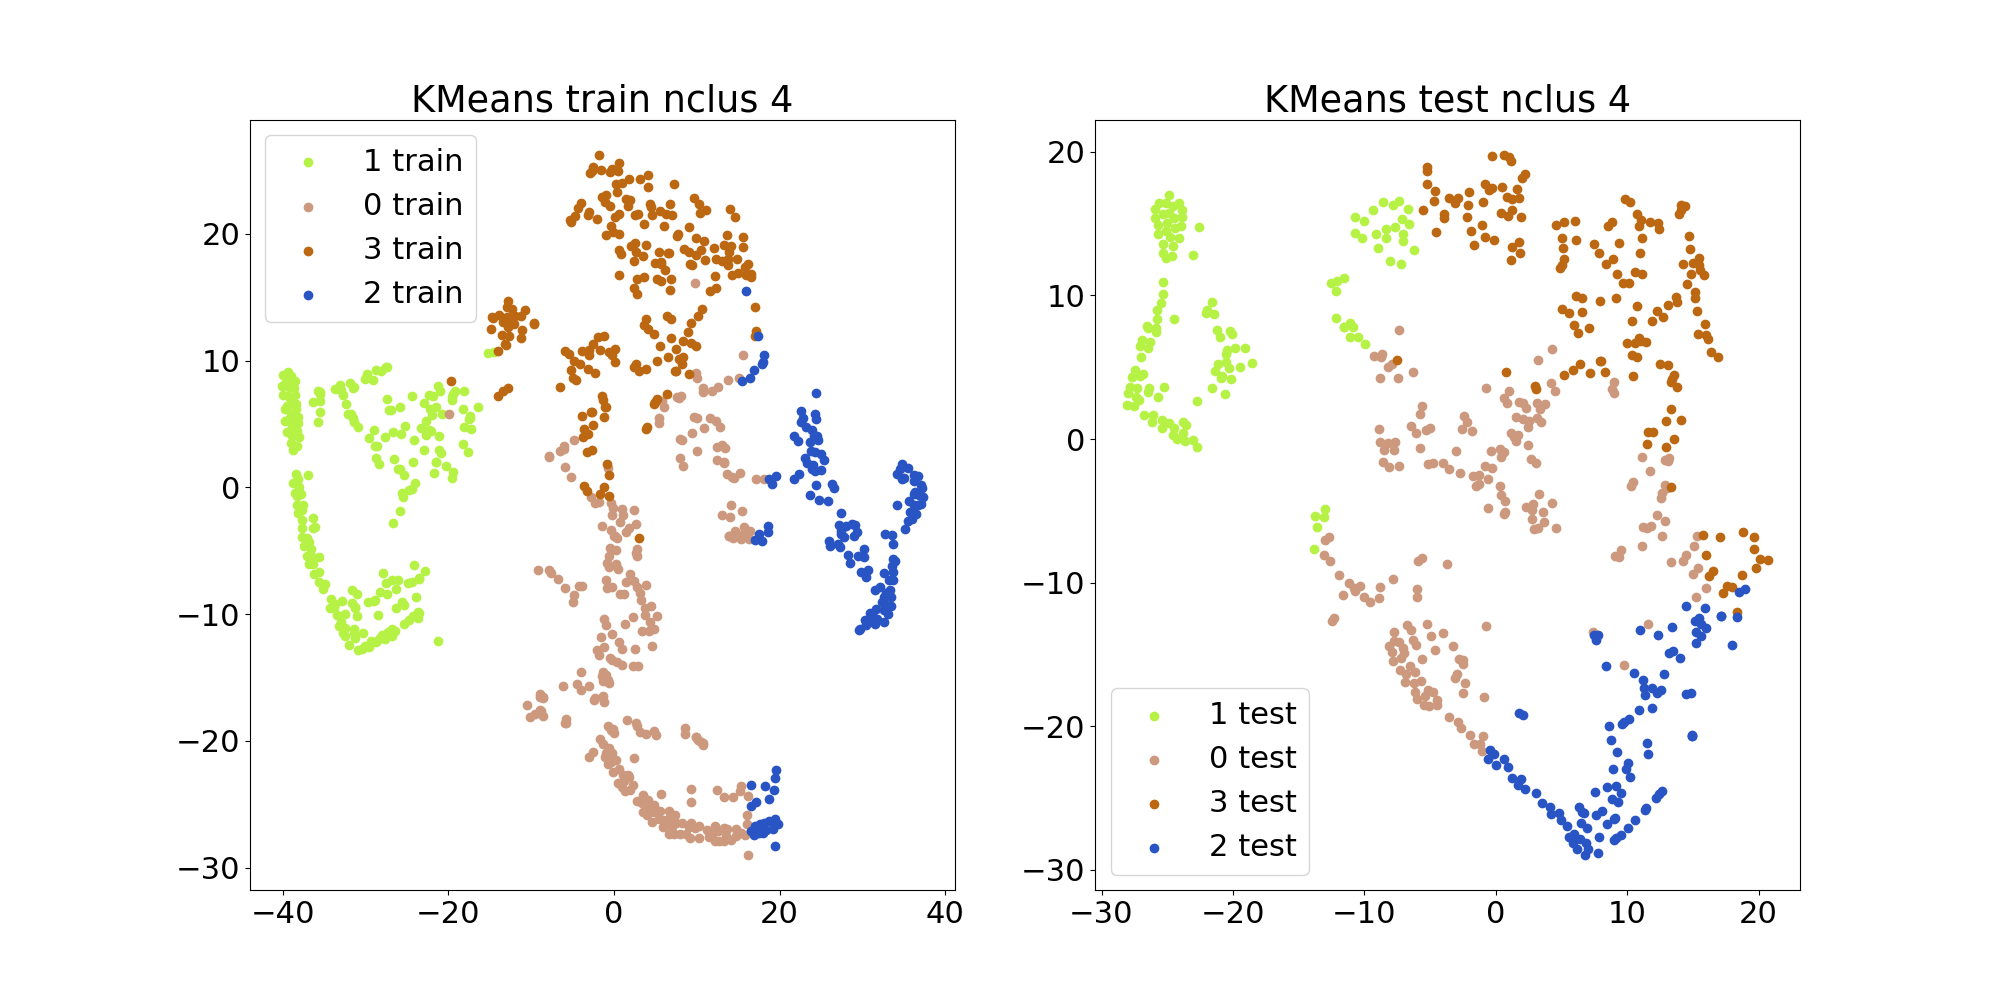 KMeans train nclus 4
1 train
0 train
3 train
2 train
20
10
0
−10
−20
−30
−40 −20 0 20 40
KMeans test nclus 4
20
10
0
−10
−20
−30
1 test
0 test
3 test
2 test
−30 −20 −10 0 10 20